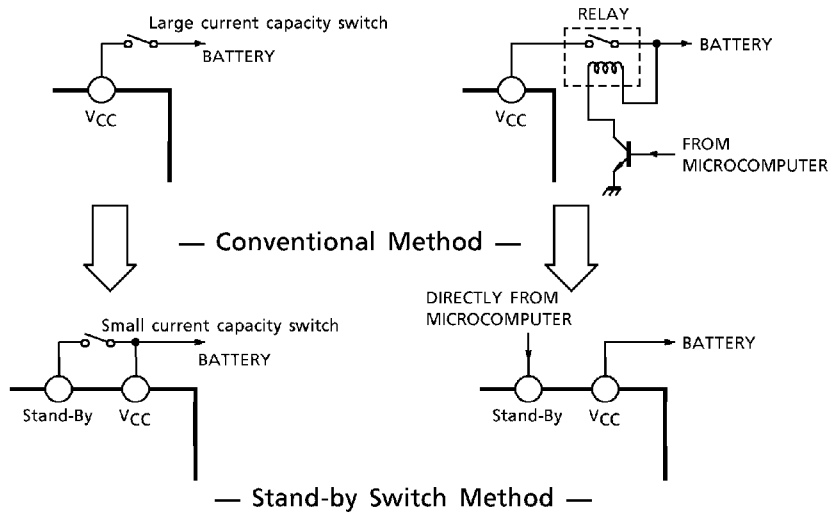 Large current capacity switch
BATTERY
VCC
RELAY
BATTERY
VCC
FROM
MICROCOMPUTER
— Conventional Method —
Small current capacity switch
BATTERY
Stand-By
VCC
DIRECTLY FROM
MICROCOMPUTER
BATTERY
Stand-By
VCC
— Stand-by Switch Method —